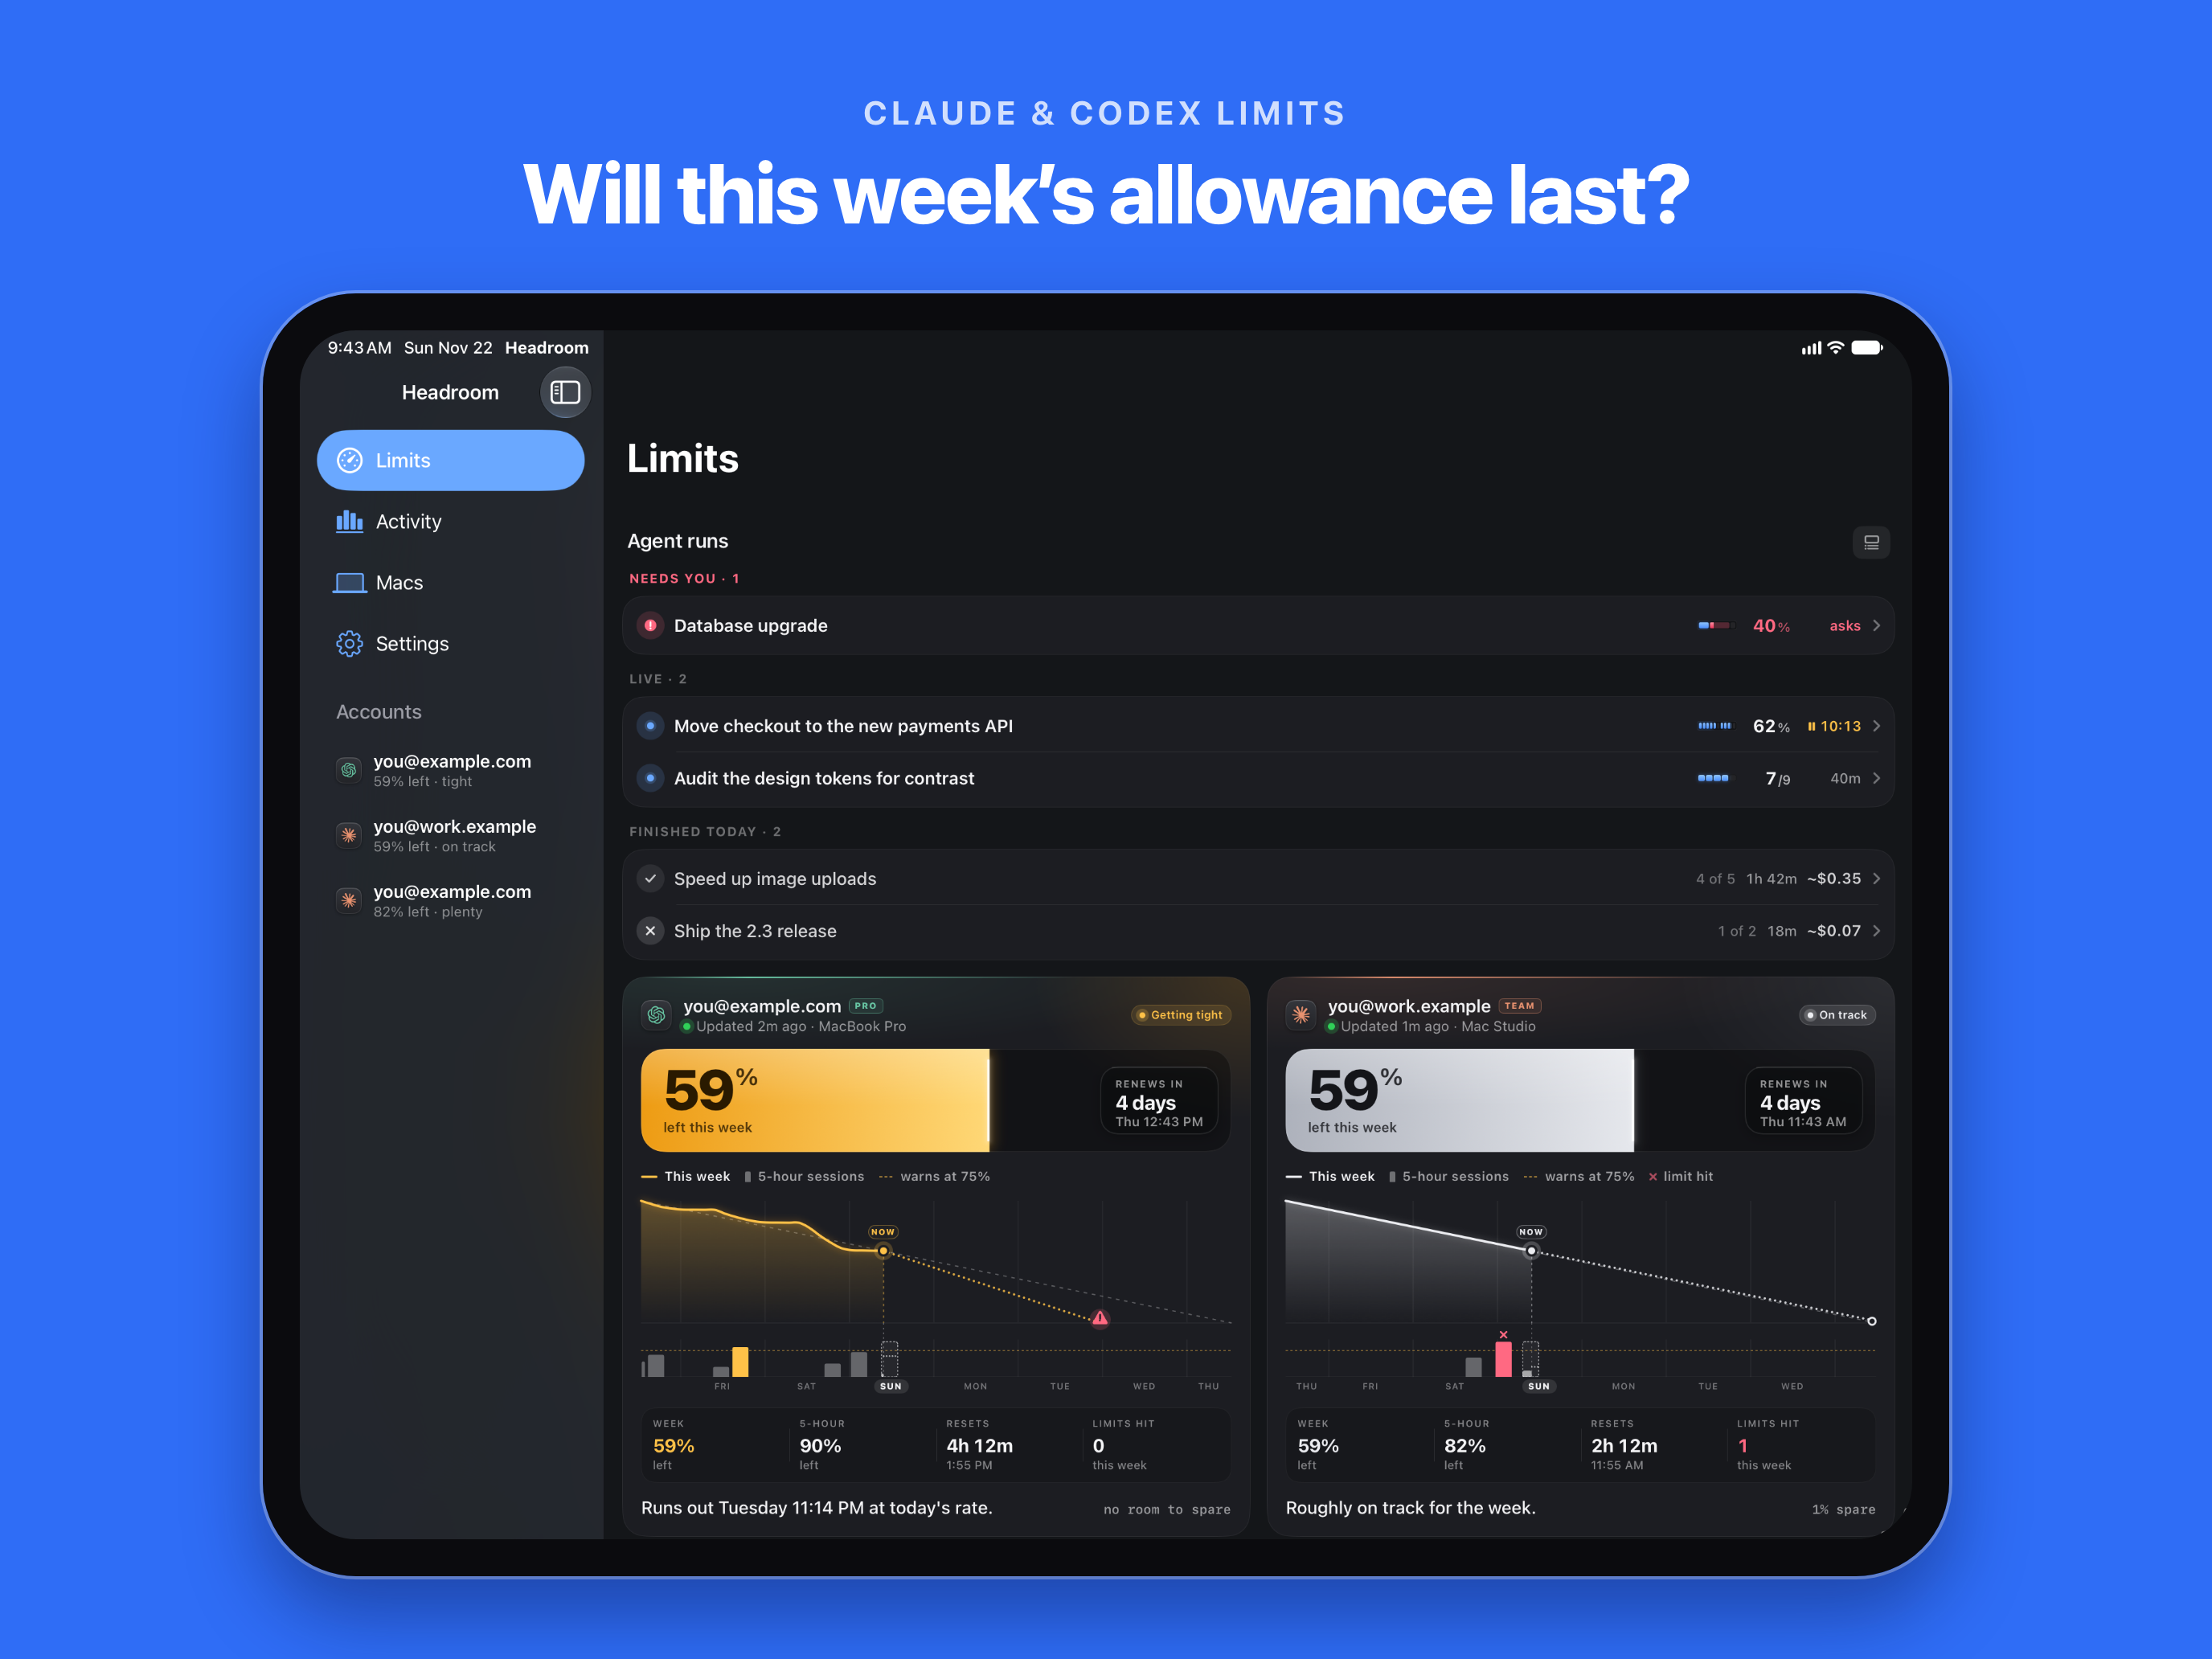 CLAUDE & CODEX LIMITS
Will this week's allowance last?
9:43 AM Sun Nov 22 Headroom
Headroom
Limits
Activity
Macs
Settings
Accounts
you@example.com
59% left · tight
you@work.example
59% left · on track
you@example.com
82% left · plenty
Limits
Agent runs
NEEDS YOU · 1
Database upgrade 40% asks
LIVE · 2
Move checkout to the new payments API 62% 10:13
Audit the design tokens for contrast 7/9 40m
FINISHED TODAY · 2
Speed up image uploads 4 of 5 1h 42m ~$0.35
Ship the 2.3 release 1 of 2 18m ~$0.07
you@example.com PRO
Updated 2m ago · MacBook Pro
Getting tight
59%
left this week
RENEWS IN
4 days
Thu 12:43 PM
This week 5-hour sessions warns at 75%
NOW
FRI SAT SUN MON TUE WED THU
WEEK 5-HOUR RESETS LIMITS HIT
59% 90% 4h 12m 0
left left 1:55 PM this week
Runs out Tuesday 11:14 PM at today's rate. no room to spare
you@work.example TEAM
Updated 1m ago · Mac Studio
On track
59%
left this week
RENEWS IN
4 days
Thu 11:43 AM
This week 5-hour sessions warns at 75% limit hit
NOW
THU FRI SAT SUN MON TUE WED
WEEK 5-HOUR RESETS LIMITS HIT
59% 82% 2h 12m 1
left left 11:55 AM this week
Roughly on track for the week. 1% spare